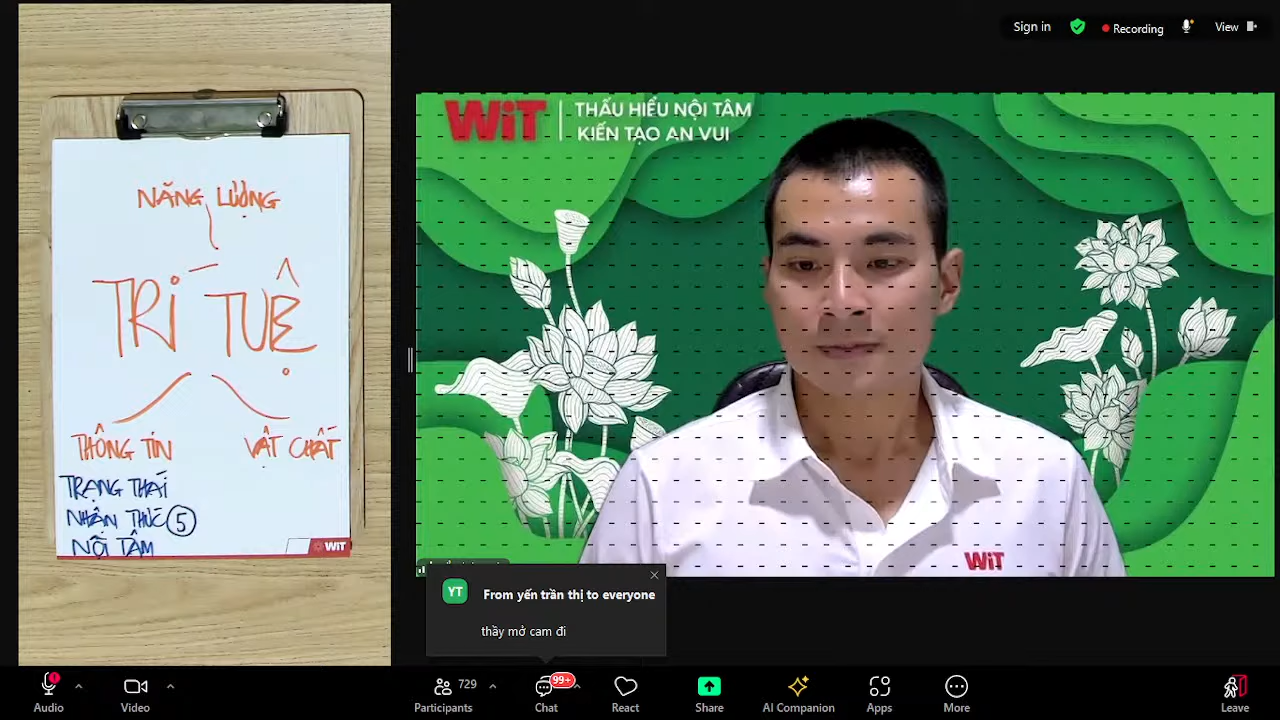 Sign in
Recording
View
NĂNG LƯỢNG
TRÍ TUỆ
THÔNG TIN
VẬT CHẤT
TRẠNG THÁI
NHẬN THỨC 5
NỘI TÂM
WiT
WiT
THẤU HIỂU NỘI TÂM
KIẾN TẠO AN VUI
WiT
YT
From yến trần thị to everyone
thầy mở cam đi
Audio
Video
729
Participants
99+
Chat
React
Share
AI Companion
Apps
More
Leave